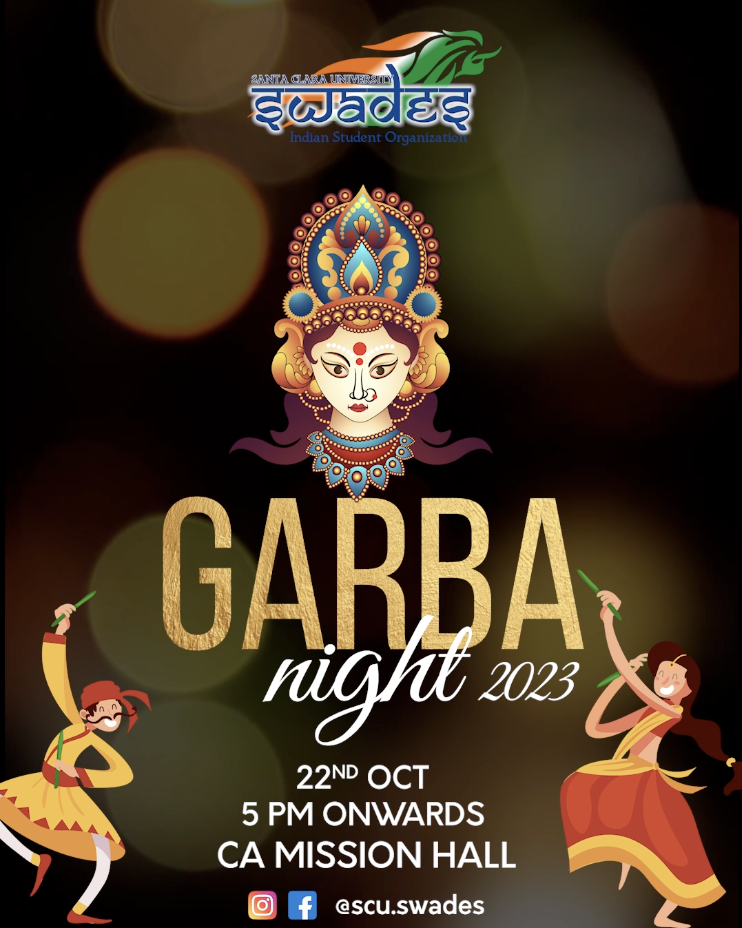 SANTA CLARA UNIVERSITY
swades
Indian Student Organization
GARBA
night 2023
22ND OCT
5 PM ONWARDS
CA MISSION HALL
@scu.swades